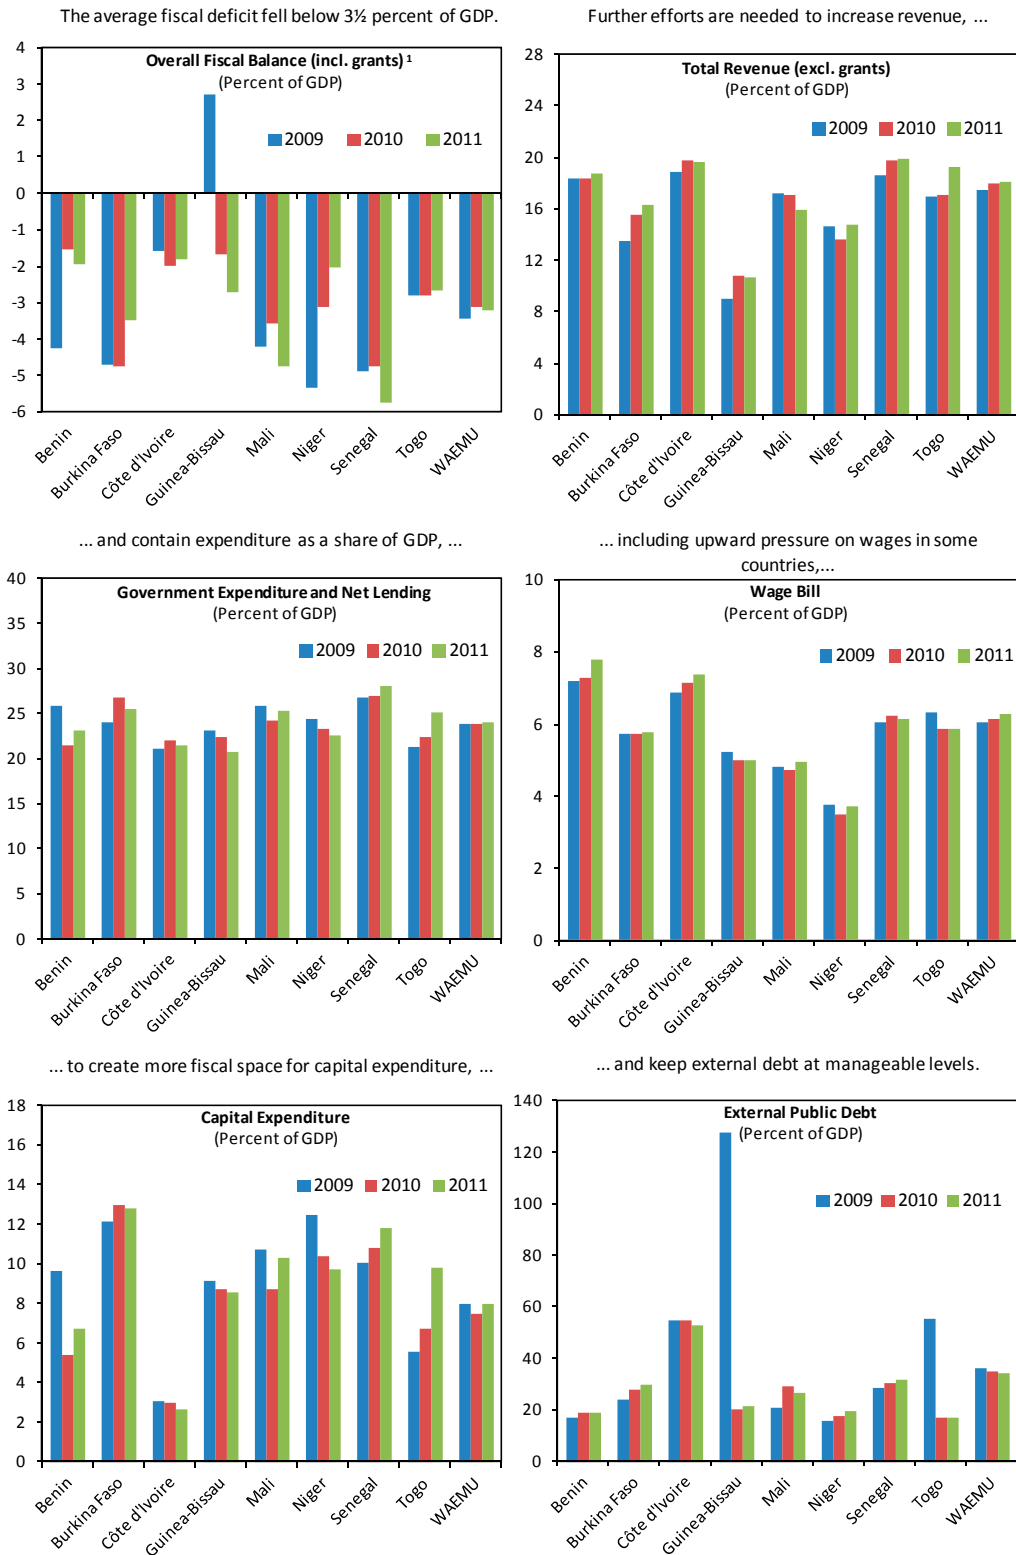 The average fiscal deficit fell below 3½ percent of GDP.
Overall Fiscal Balance (incl. grants) ¹
(Percent of GDP)
2009 2010 2011
4
3
2
1
0
-1
-2
-3
-4
-5
-6
Benin
Burkina Faso
Côte d'Ivoire
Guinea-Bissau
Mali
Niger
Senegal
Togo
WAEMU
Further efforts are needed to increase revenue, ...
Total Revenue (excl. grants)
(Percent of GDP)
2009 2010 2011
28
24
20
16
12
8
4
0
Benin
Burkina Faso
Côte d'Ivoire
Guinea-Bissau
Mali
Niger
Senegal
Togo
WAEMU
... and contain expenditure as a share of GDP, ...
Government Expenditure and Net Lending
(Percent of GDP)
2009 2010 2011
40
35
30
25
20
15
10
5
0
Benin
Burkina Faso
Côte d'Ivoire
Guinea-Bissau
Mali
Niger
Senegal
Togo
WAEMU
... including upward pressure on wages in some
countries,...
Wage Bill
(Percent of GDP)
2009 2010 2011
10
8
6
4
2
0
Benin
Burkina Faso
Côte d'Ivoire
Guinea-Bissau
Mali
Niger
Senegal
Togo
WAEMU
... to create more fiscal space for capital expenditure, ...
Capital Expenditure
(Percent of GDP)
2009 2010 2011
18
16
14
12
10
8
6
4
2
0
Benin
Burkina Faso
Côte d'Ivoire
Guinea-Bissau
Mali
Niger
Senegal
Togo
WAEMU
... and keep external debt at manageable levels.
External Public Debt
(Percent of GDP)
2009 2010 2011
140
120
100
80
60
40
20
0
Benin
Burkina Faso
Côte d'Ivoire
Guinea-Bissau
Mali
Niger
Senegal
Togo
WAEMU